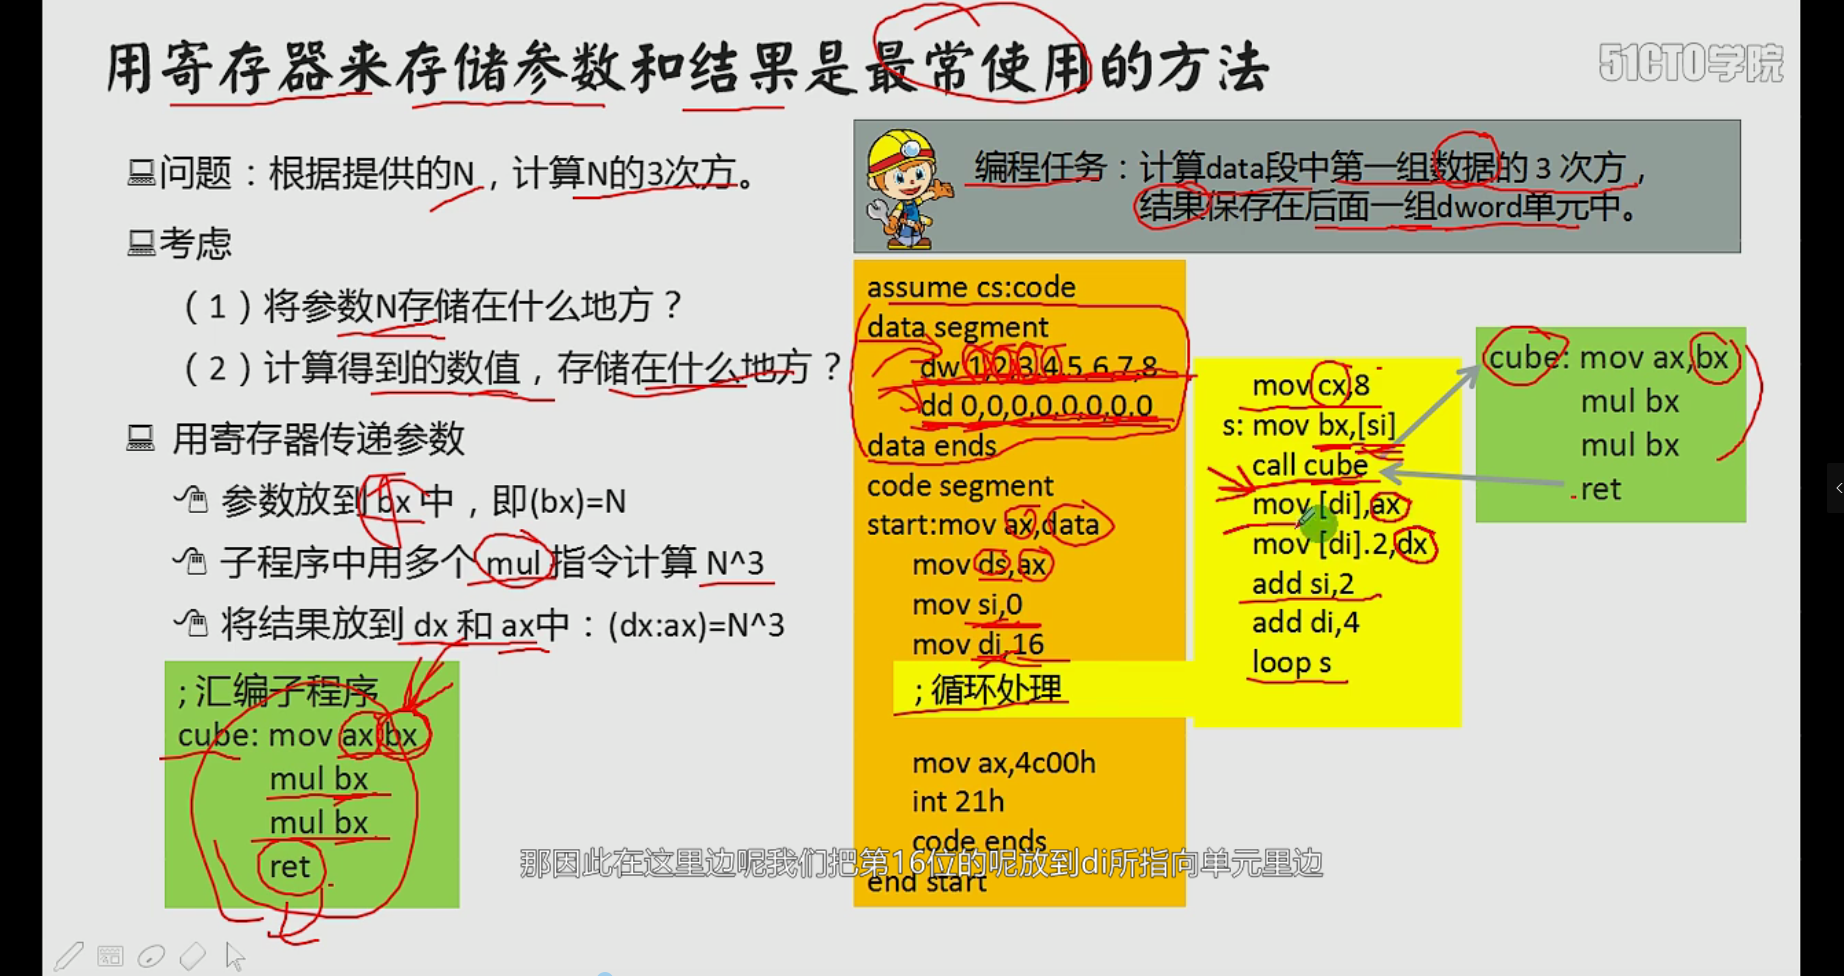 用寄存器来存储参数和结果是最常使用的方法
51CTO学院
问题：根据提供的N，计算N的3次方。
考虑
（1）将参数N存储在什么地方？
（2）计算得到的数值，存储在什么地方？
用寄存器传递参数
参数放到 bx 中，即(bx)=N
子程序中用多个 mul 指令计算 N^3
将结果放到 dx 和 ax中：(dx:ax)=N^3
; 汇编子程序
cube: mov ax,bx
mul bx
mul bx
ret
编程任务：计算data段中第一组数据的 3 次方，
结果保存在后面一组dword单元中。
assume cs:code
data segment
dw 1,2,3,4,5,6,7,8
dd 0,0,0,0,0,0,0,0
data ends
code segment
start:mov ax,data
mov ds,ax
mov si,0
mov di,16
; 循环处理
mov ax,4c00h
int 21h
code ends
end start
mov cx,8
s: mov bx,[si]
call cube
mov [di],ax
mov [di].2,dx
add si,2
add di,4
loop s
cube: mov ax,bx
mul bx
mul bx
ret
那因此在这里边呢我们把第16位的呢放到di所指向单元里边